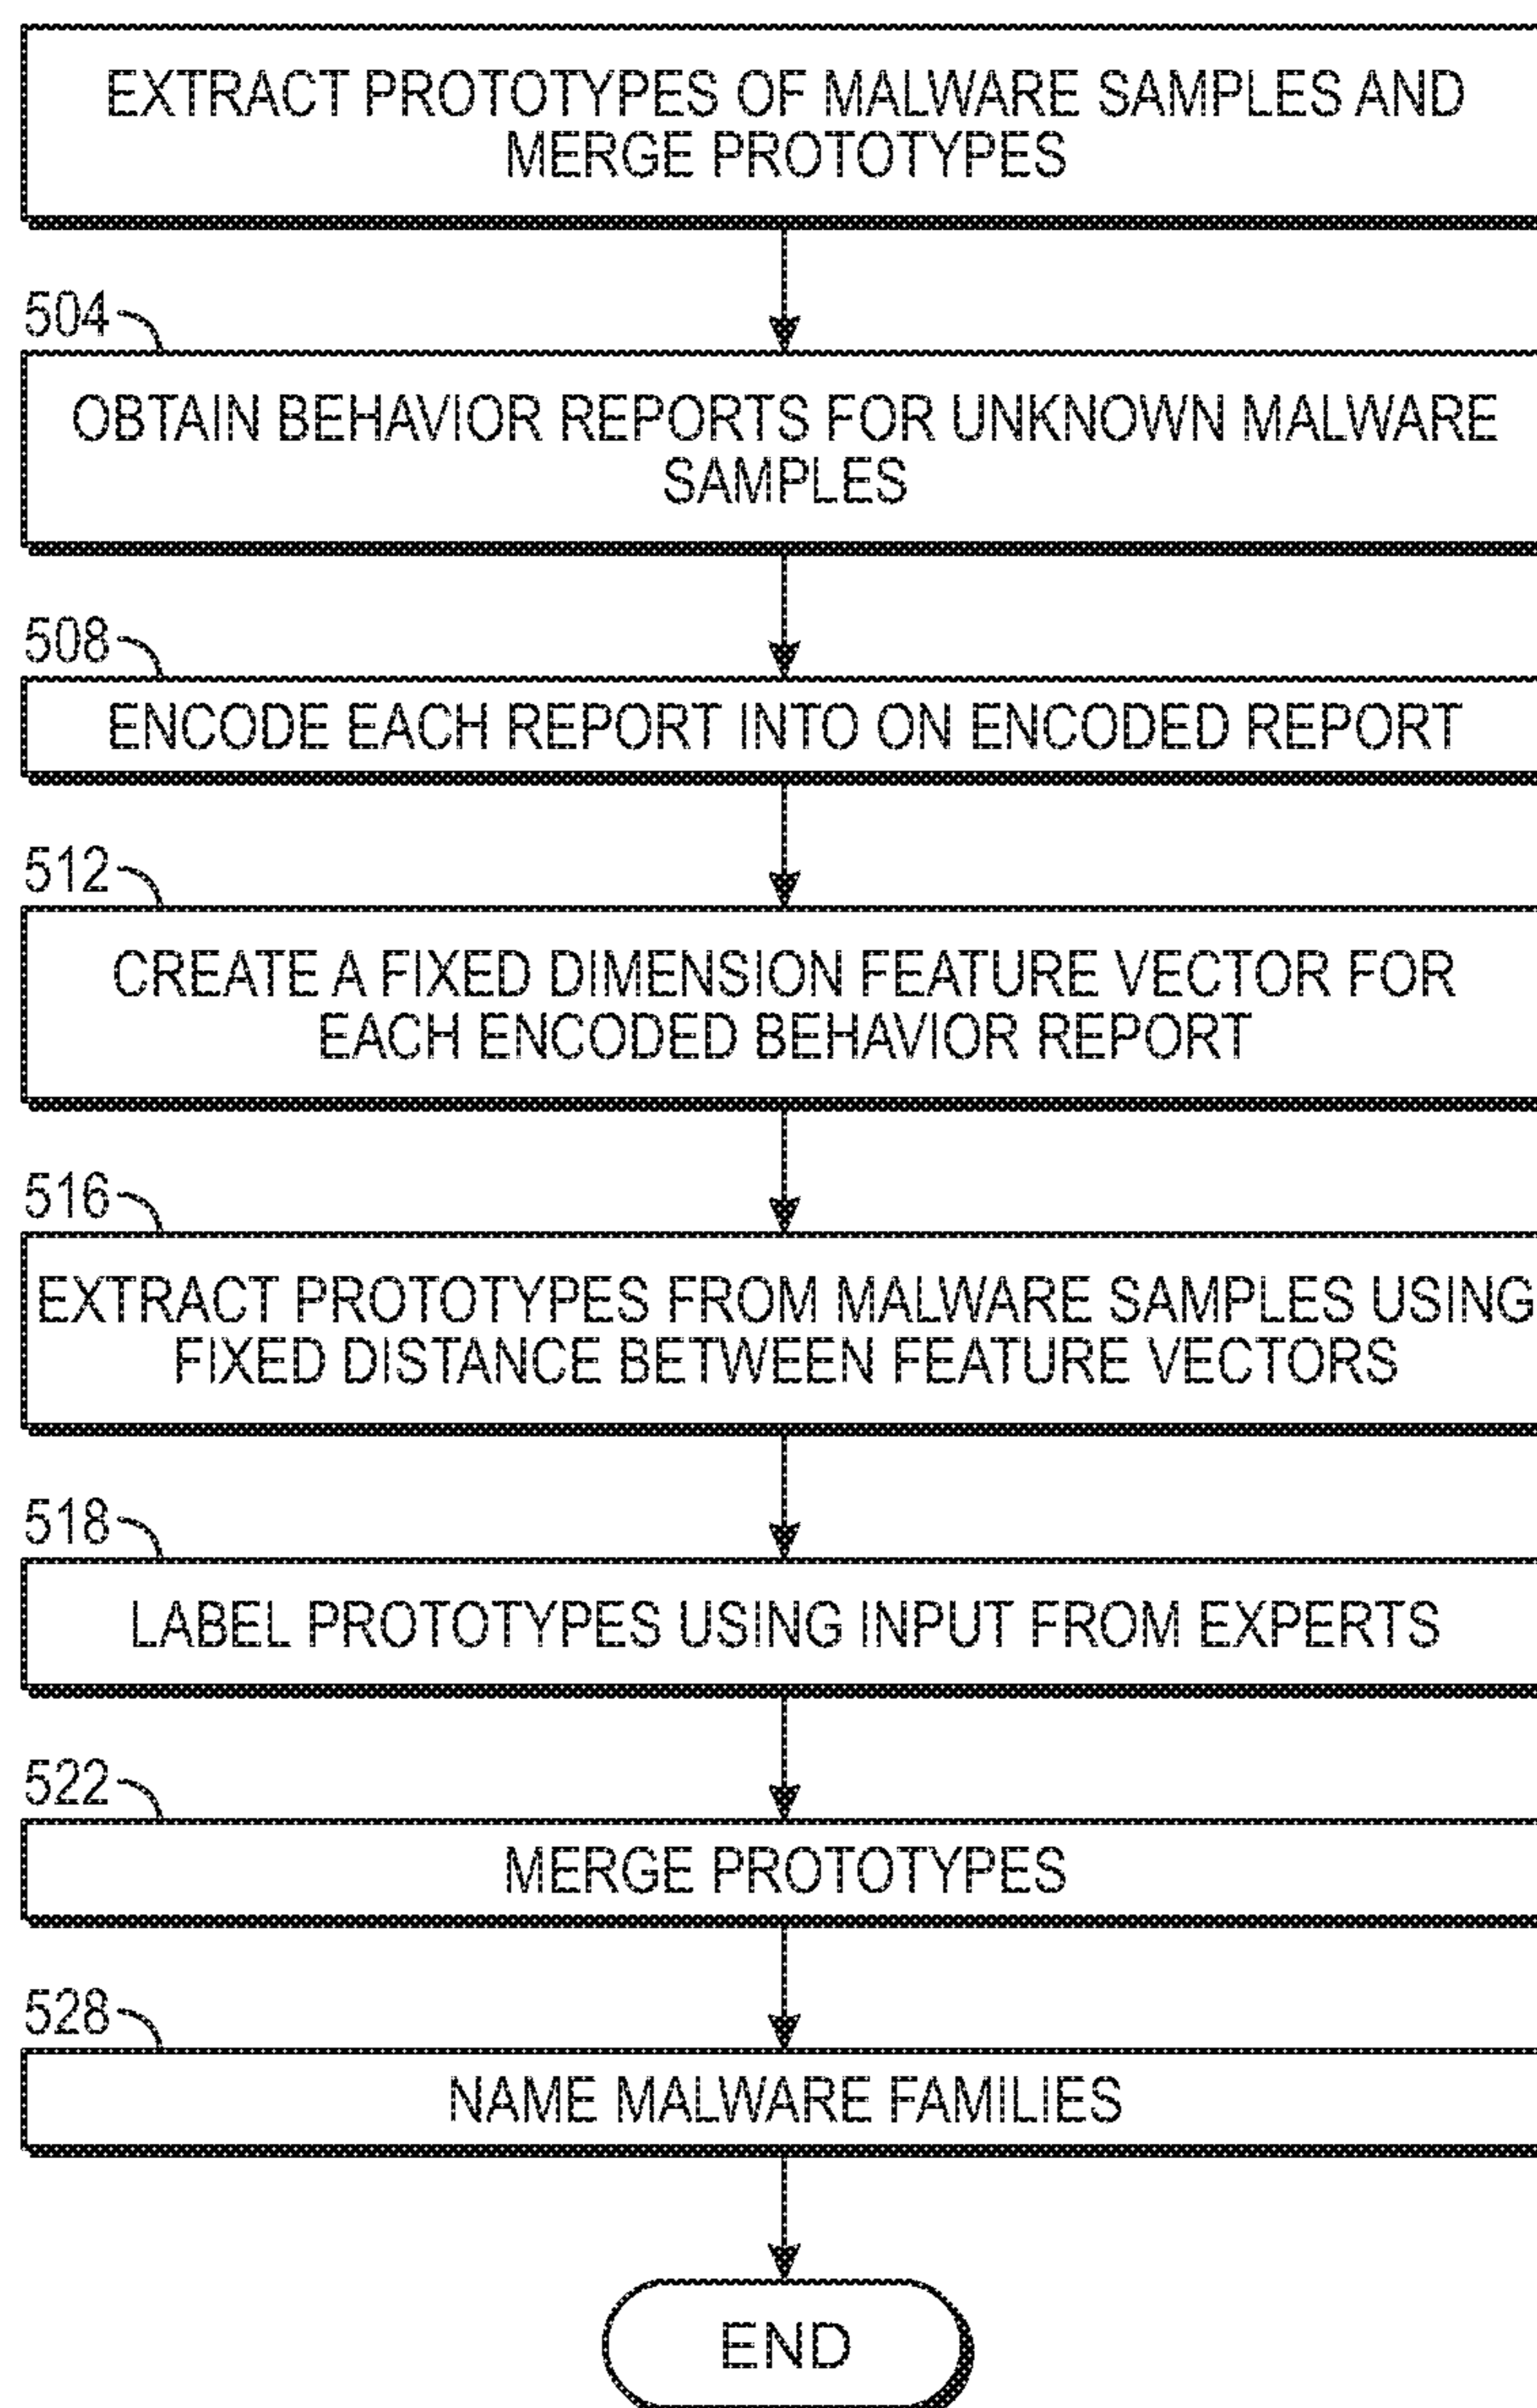 EXTRACT PROTOTYPES OF MALWARE SAMPLES AND
MERGE PROTOTYPES
504
OBTAIN BEHAVIOR REPORTS FOR UNKNOWN MALWARE
SAMPLES
508
ENCODE EACH REPORT INTO ON ENCODED REPORT
512
CREATE A FIXED DIMENSION FEATURE VECTOR FOR
EACH ENCODED BEHAVIOR REPORT
516
EXTRACT PROTOTYPES FROM MALWARE SAMPLES USING
FIXED DISTANCE BETWEEN FEATURE VECTORS
518
LABEL PROTOTYPES USING INPUT FROM EXPERTS
522
MERGE PROTOTYPES
528
NAME MALWARE FAMILIES
END